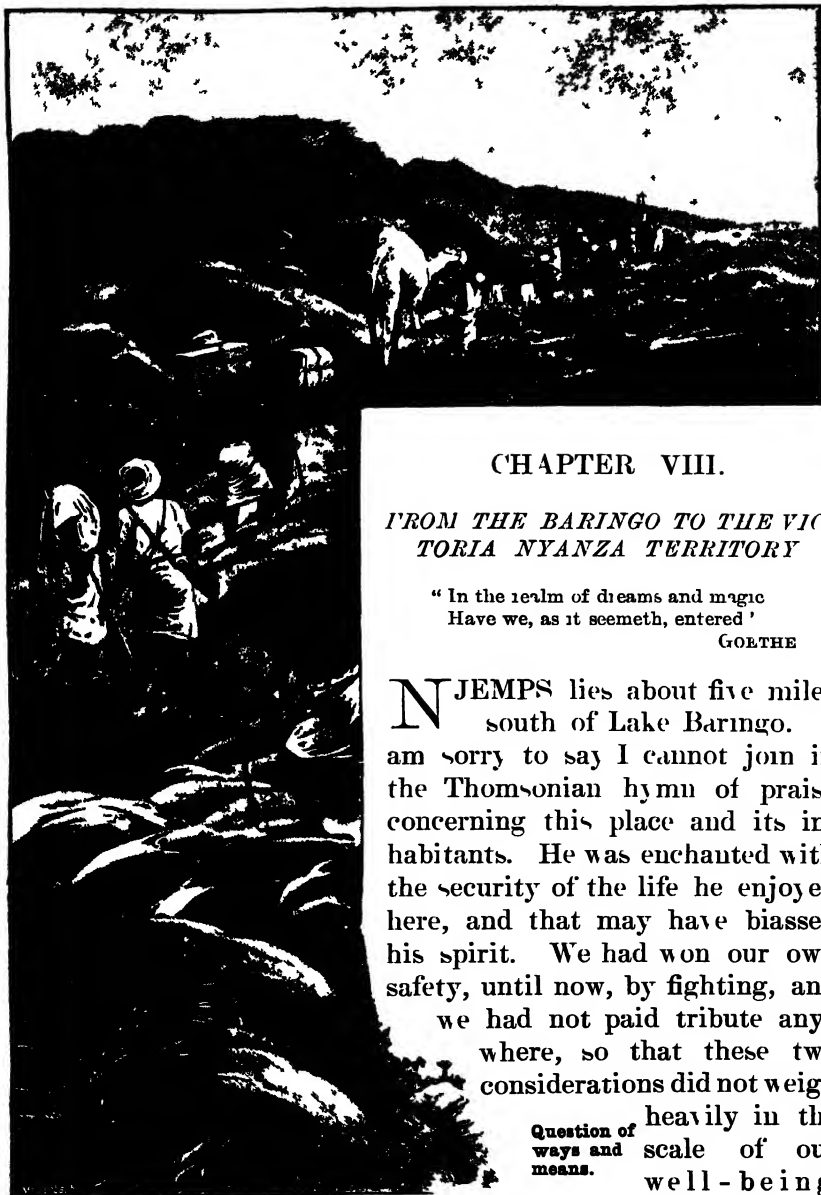 CHAPTER VIII.
FROM THE BARINGO TO THE VIC
TORIA NYANZA TERRITORY
"In the realm of dreams and magic
Have we, as it seemeth, entered '
GOETHE
NJEMPS lies about five mile
south of Lake Baringo.
am sorry to say I cannot join i
the Thomsonian hymn of prais
concerning this place and its in
habitants. He was enchanted wit
the security of the life he enjoye
here, and that may have biasse
his spirit. We had won our ow
safety, until now, by fighting, an
we had not paid tribute any
where, so that these tw
considerations did not weig
heavily in th
Question of
ways and
means.
scale of ou
well-being